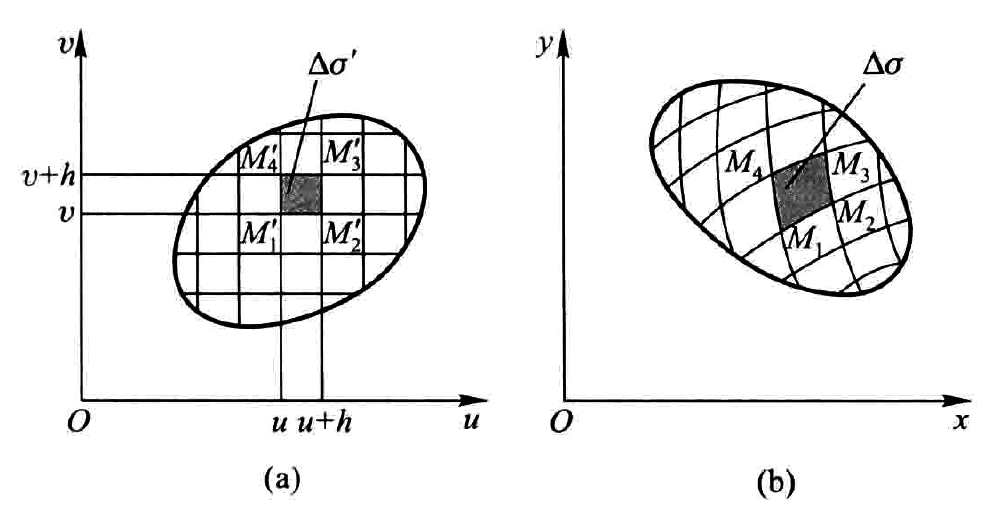 v
Δσ'
M'₄ M'₃
v+h
v
M'₁ M'₂
O u u+h u
(a)
y
Δσ
M₄ M₃
M₂
M₁
O x
(b)